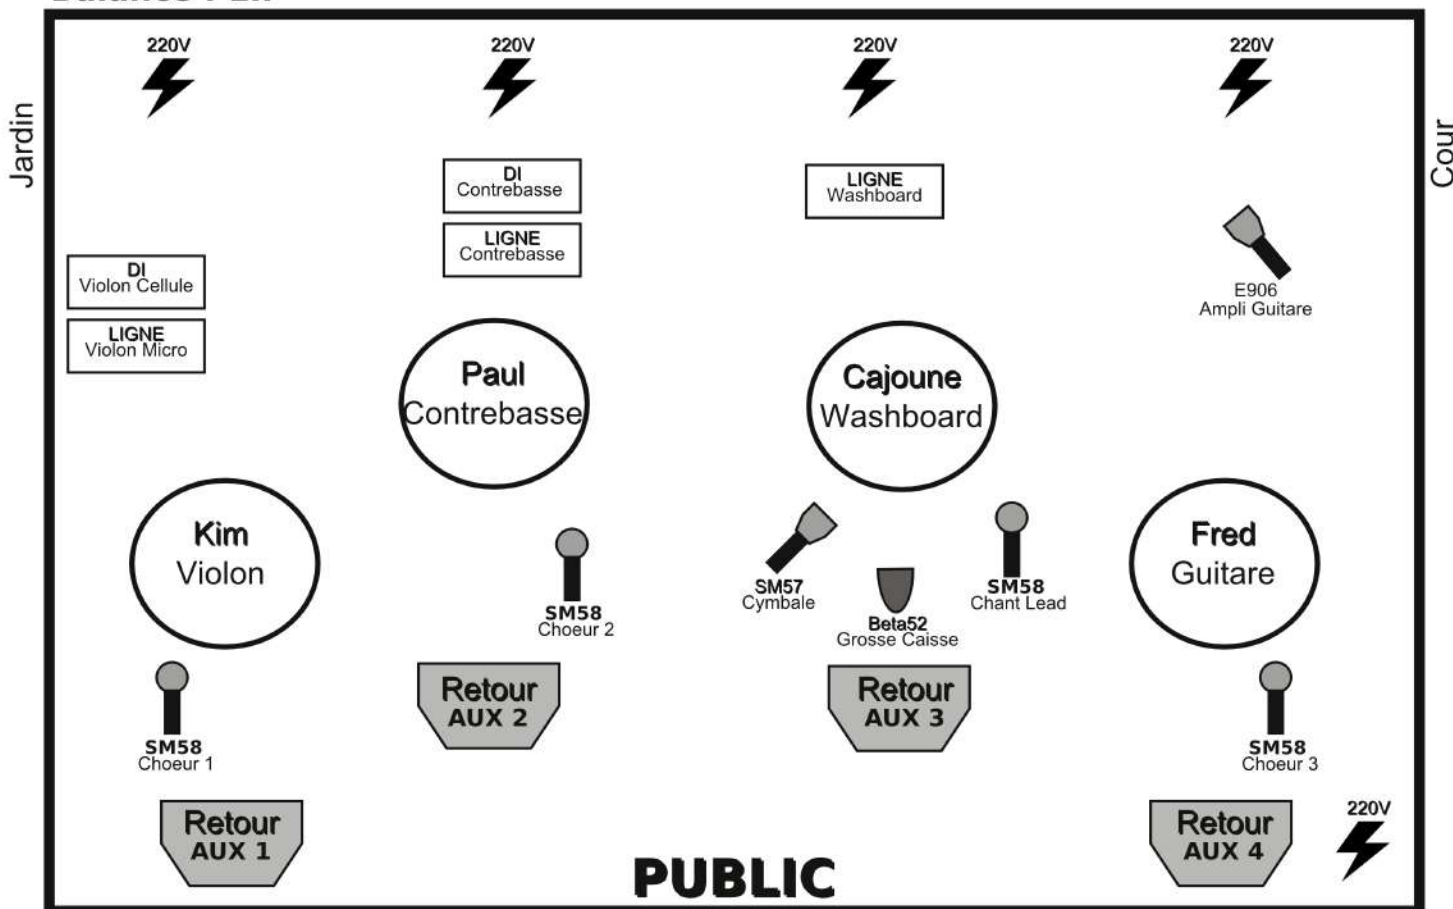 220V
220V
220V
220V
Jardin
Cour
DI
Contrebasse
LIGNE
Contrebasse
LIGNE
Washboard
DI
Violon Cellule
LIGNE
Violon Micro
E906
Ampli Guitare
Paul
Contrebasse
Cajoune
Washboard
Kim
Violon
Fred
Guitare
SM58
Choeur 2
SM57
Cymbale
Beta52
Grosse Caisse
SM58
Chant Lead
SM58
Choeur 1
Retour
AUX 2
Retour
AUX 3
SM58
Choeur 3
Retour
AUX 1
Retour
AUX 4
220V
PUBLIC